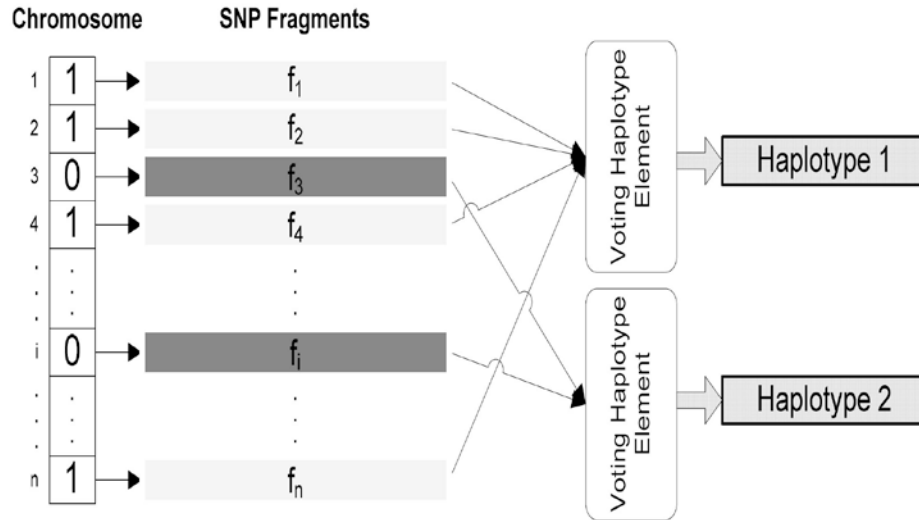 Chromosome SNP Fragments
1 1 f₁
2 1 f₂
3 0 f₃
4 1 f₄
. . .
. . .
. . .
i 0 fᵢ
. . .
. . .
. . .
n 1 fₙ
Voting Haplotype
Element
Haplotype 1
Voting Haplotype
Element
Haplotype 2